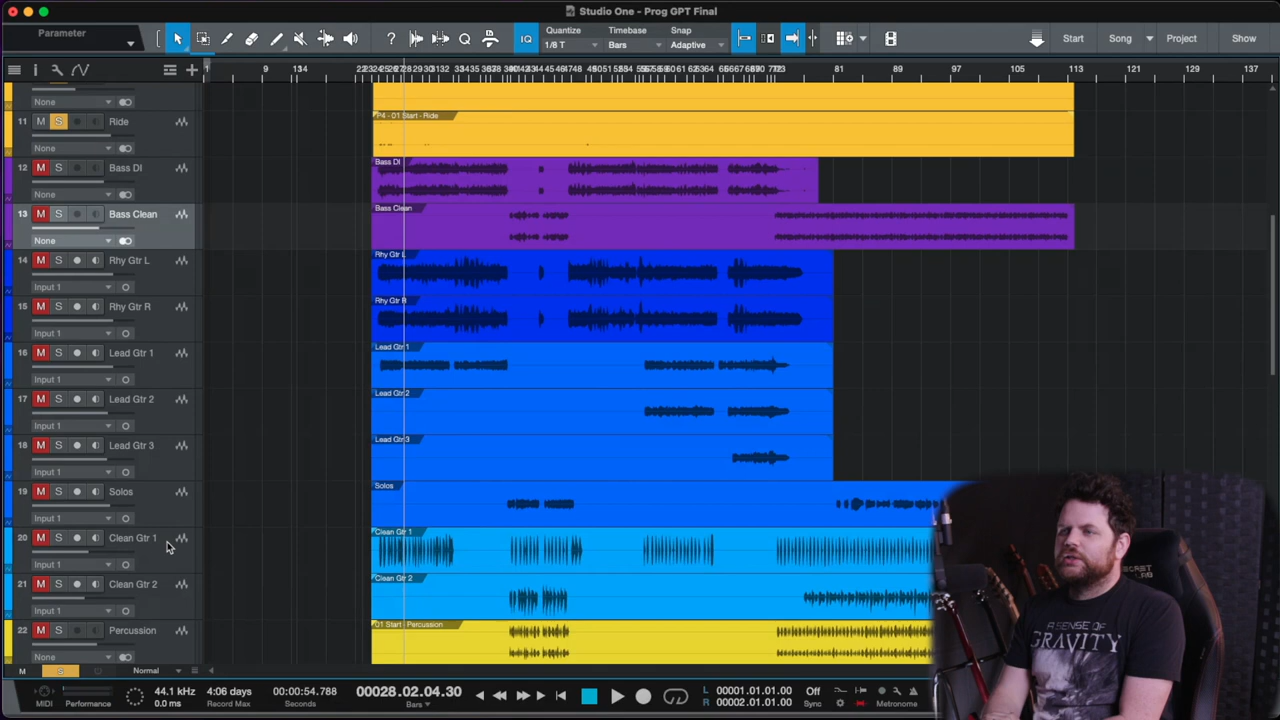 Studio One - Prog GPT Final
Parameter
IQ
Quantize
1/8 T
Timebase
Bars
Snap
Adaptive
Start
Song
Project
Show
1
9
81
89
97
105
113
121
129
137
None
11 M S Ride
P4 - 01 Start - Ride
None
12 M S Bass DI
Bass DI
None
13 M S Bass Clean
Bass Clean
None
14 M S Rhy Gtr L
Rhy Gtr L
Input 1
15 M S Rhy Gtr R
Rhy Gtr R
Input 1
16 M S Lead Gtr 1
Lead Gtr 1
Input 1
17 M S Lead Gtr 2
Lead Gtr 2
Input 1
18 M S Lead Gtr 3
Lead Gtr 3
Input 1
19 M S Solos
Solos
Input 1
20 M S Clean Gtr 1
Clean Gtr 1
Input 1
21 M S Clean Gtr 2
Clean Gtr 2
Input 1
22 M S Percussion
01 Start - Percussion
None
SECRET LAB
A SENSE OF
GRAVITY
M S Normal
MIDI
Performance
44.1 kHz
0.0 ms
4:06 days
Record Max
00:00:54.788
Seconds
00028.02.04.30
Bars
L 00001.01.01.00
R 00002.01.01.00
Off
Sync
Metronome